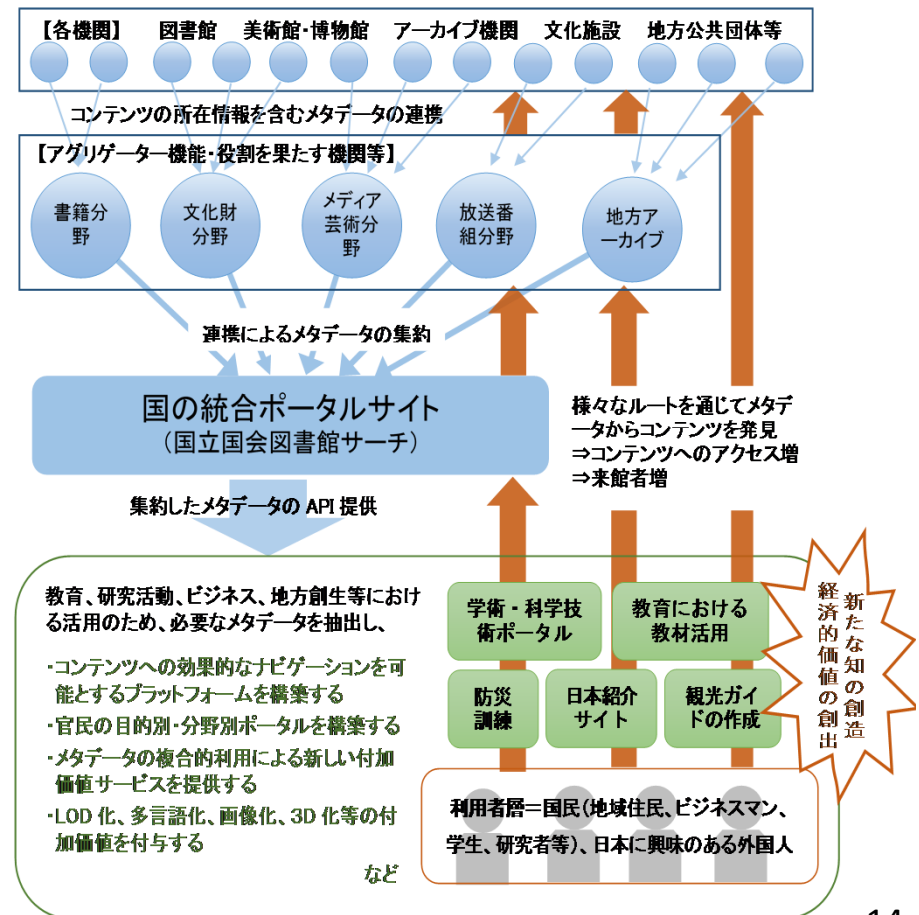 【各機関】 図書館 美術館・博物館 アーカイブ機関 文化施設 地方公共団体等
コンテンツの所在情報を含むメタデータの連携
【アグリゲーター機能・役割を果たす機関等】
書籍分
野
文化財
分野
メディア
芸術分
野
放送番
組分野
地方ア
ーカイブ
連携によるメタデータの集約
国の統合ポータルサイト
（国立国会図書館サーチ）
様々なルートを通じてメタデ
ータからコンテンツを発見
⇒コンテンツへのアクセス増
⇒来館者増
集約したメタデータの API 提供
教育、研究活動、ビジネス、地方創生等におけ
る活用のため、必要なメタデータを抽出し、
・コンテンツへの効果的なナビゲーションを可
能とするプラットフォームを構築する
・官民の目的別・分野別ポータルを構築する
・メタデータの複合的利用による新しい付加
価値サービスを提供する
・LOD 化、多言語化、画像化、3D 化等の付
加価値を付与する
など
学術・科学技
術ポータル
教育における
教材活用
防災
訓練
日本紹介
サイト
観光ガイ
ドの作成
新たな知の創造
経済的価値の創出
利用者層＝国民（地域住民、ビジネスマン、
学生、研究者等）、日本に興味のある外国人
14